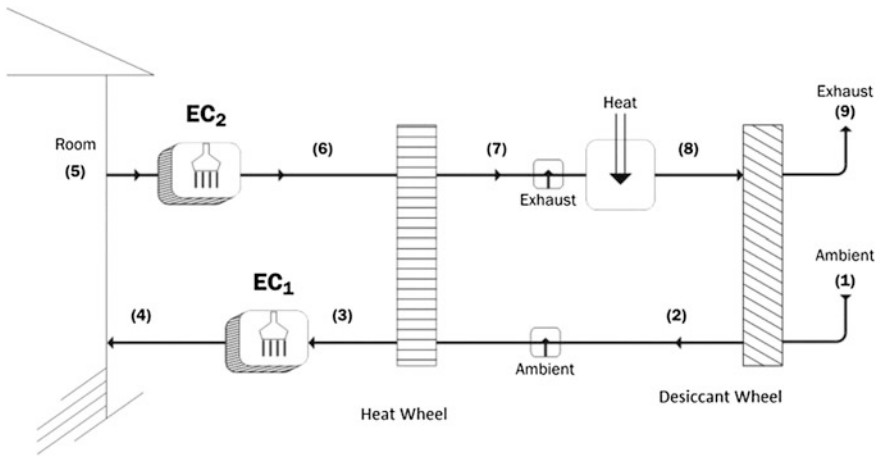 Heat
Exhaust
(9)
EC₂
Room
(5)
(6)
(7)
(8)
Exhaust
Ambient
(1)
EC₁
(4)
(3)
(2)
Ambient
Heat Wheel
Desiccant Wheel